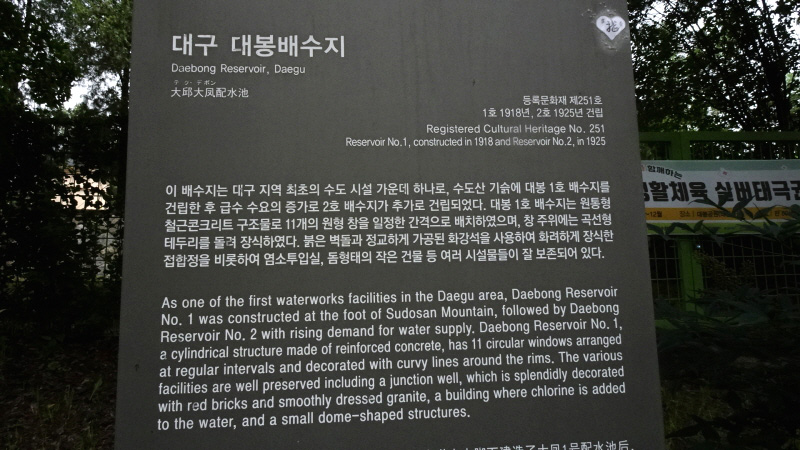 대구 대봉배수지
Daebong Reservoir, Daegu
大邱大凤配水池
등록문화재 제251호
1호 1918년, 2호 1925년 건립
Registered Cultural Heritage No. 251
Reservoir No.1, constructed in 1918 and Reservoir No.2, in 1925
이 배수지는 대구 지역 최초의 수도 시설 가운데 하나로, 수도산 기슭에 대봉 1호 배수지를
건립한 후 급수 수요의 증가로 2호 배수지가 추가로 건립되었다. 대봉 1호 배수지는 원통형
철근콘크리트 구조물로 11개의 원형 창을 일정한 간격으로 배치하였으며, 창 주위에는 곡선형
테두리를 돌려 장식하였다. 붉은 벽돌과 정교하게 가공된 화강석을 사용하여 화려하게 장식한
접합정을 비롯하여 염소투입실, 돔형태의 작은 건물 등 여러 시설물들이 잘 보존되어 있다.
As one of the first waterworks facilities in the Daegu area, Daebong Reservoir
No. 1 was constructed at the foot of Sudosan Mountain, followed by Daebong
Reservoir No. 2 with rising demand for water supply. Daebong Reservoir No. 1,
a cylindrical structure made of reinforced concrete, has 11 circular windows arranged
at regular intervals and decorated with curvy lines around the rims. The various
facilities are well preserved including a junction well, which is splendidly decorated
with red bricks and smoothly dressed granite, a building where chlorine is added
to the water, and a small dome-shaped structures.
함께하는
생활체육 실버태극권